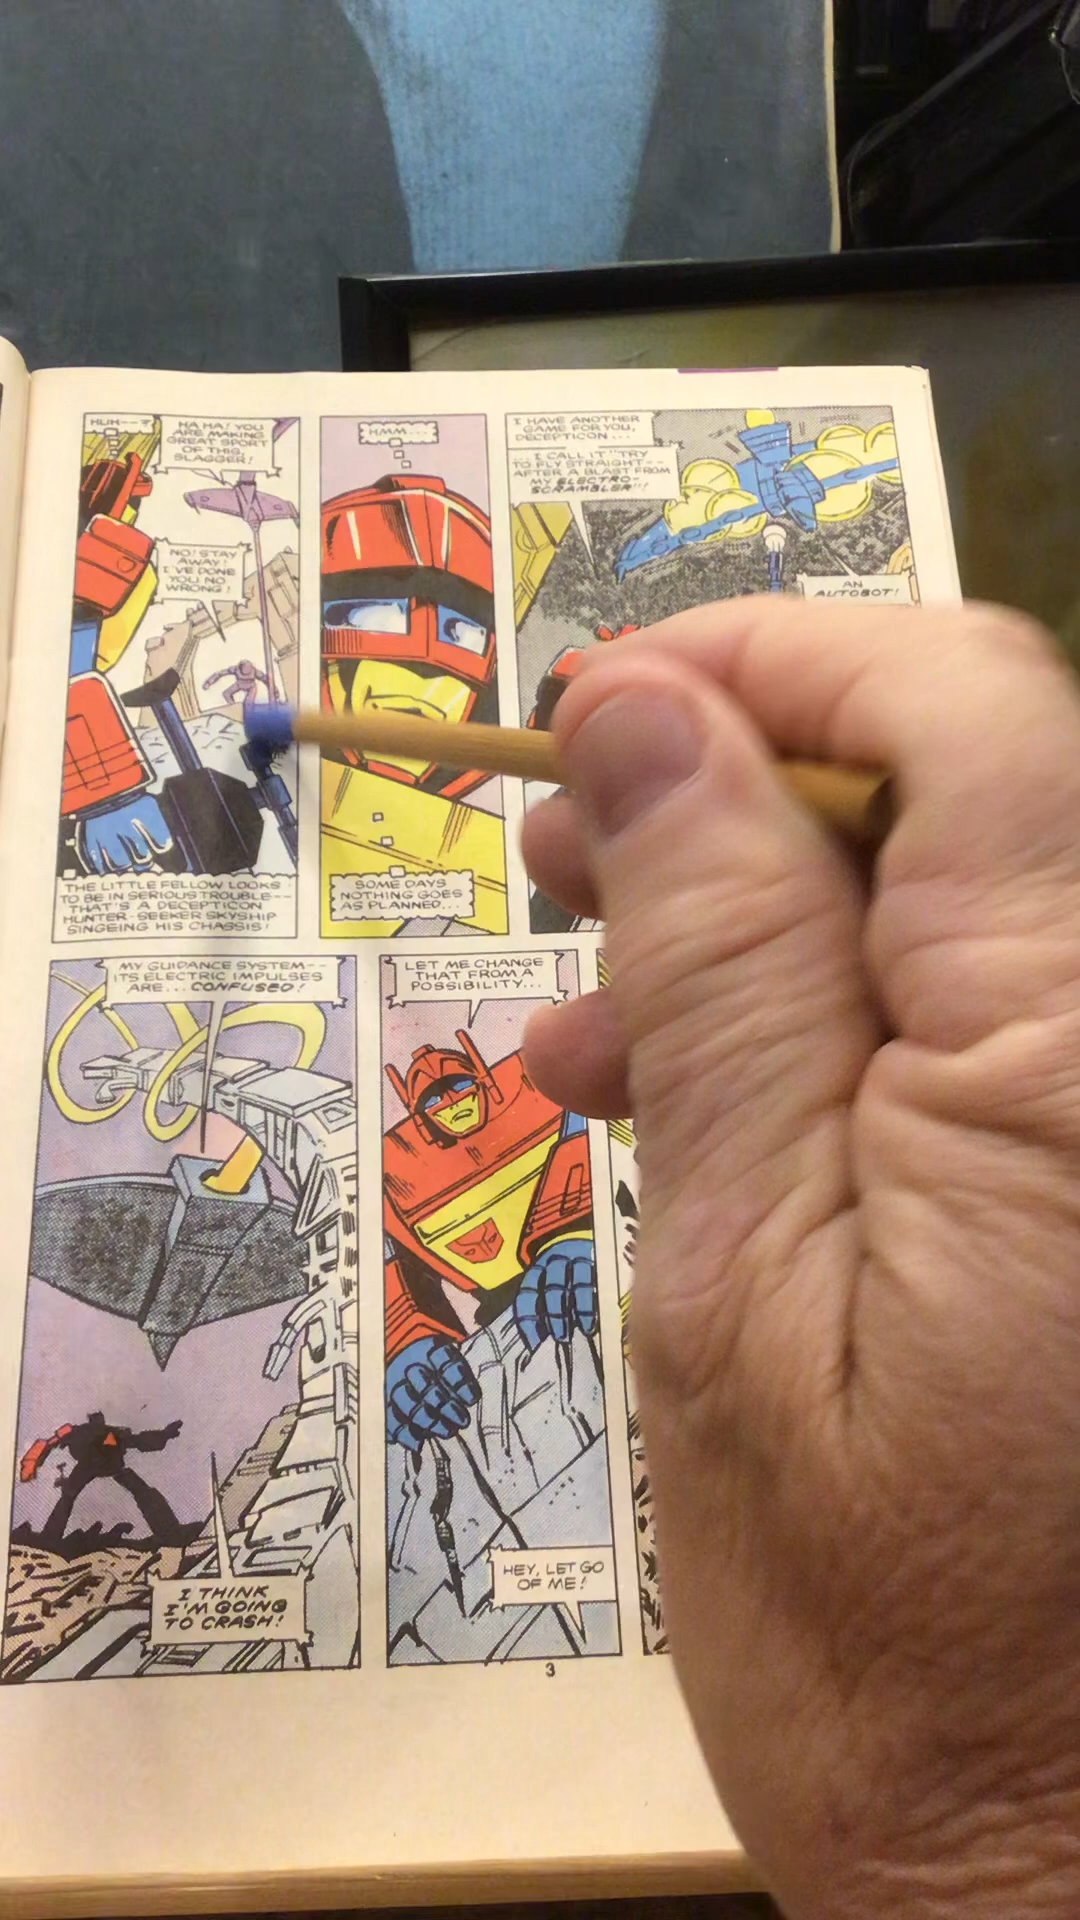 HUH--?
HA HA! YOU
ARE MAKING
GREAT SPORT
OF THIS,
SLAGGER!
NO! STAY
AWAY!
I'VE DONE
YOU NO
WRONG!
THE LITTLE FELLOW LOOKS
TO BE IN SERIOUS TROUBLE--
THAT'S A DECEPTICON
HUNTER-SEEKER SKYSHIP
SINGEING HIS CHASSIS!
HMM...
SOME DAYS
NOTHING GOES
AS PLANNED...
I HAVE ANOTHER
GAME FOR YOU,
DECEPTICON...
...I CALL IT "TRY
TO FLY STRAIGHT--
AFTER A BLAST FROM
MY ELECTRO-
SCRAMBLER"!
AN
AUTOBOT!
MY GUIDANCE SYSTEM--
ITS ELECTRIC IMPULSES
ARE... CONFUSED!
I THINK
I'M GOING
TO CRASH!
LET ME CHANGE
THAT FROM A
POSSIBILITY...
HEY, LET GO
OF ME!
3